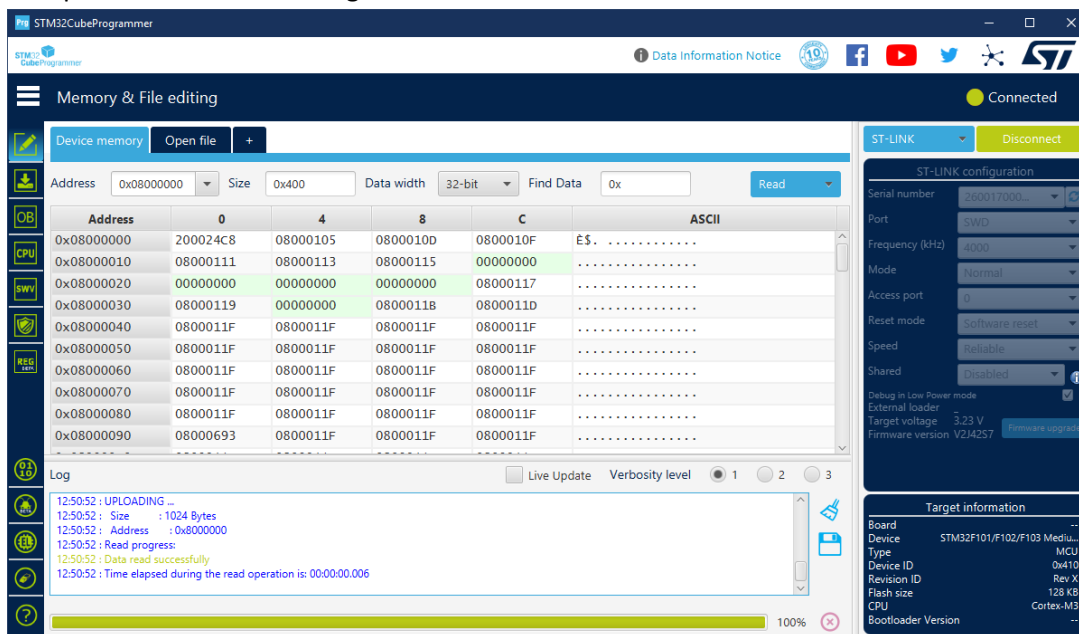 Prg STM32CubeProgrammer
STM32 CubeProgrammer
Data Information Notice
Memory & File editing
Connected
Device memory Open file +
ST-LINK Disconnect
Address 0x08000000 Size 0x400 Data width 32-bit Find Data 0x Read
ST-LINK configuration
Serial number 260017000...
Port SWD
Frequency (kHz) 4000
Mode Normal
Access port 0
Reset mode Software reset
Speed Reliable
Shared Disabled
Debug in Low Power mode
External loader _
Target voltage 3.23 V
Firmware version V2J42S7
Firmware upgrade
Address 0 4 8 C ASCII
0x08000000 200024C8 08000105 0800010D 0800010F È$. ............
0x08000010 08000111 08000113 08000115 00000000 ................
0x08000020 00000000 00000000 00000000 08000117 ................
0x08000030 08000119 00000000 0800011B 0800011D ................
0x08000040 0800011F 0800011F 0800011F 0800011F ................
0x08000050 0800011F 0800011F 0800011F 0800011F ................
0x08000060 0800011F 0800011F 0800011F 0800011F ................
0x08000070 0800011F 0800011F 0800011F 0800011F ................
0x08000080 0800011F 0800011F 0800011F 0800011F ................
0x08000090 08000693 0800011F 0800011F 0800011F ................
OB
CPU
SWV
REG
Log Live Update Verbosity level 1 2 3
12:50:52 : UPLOADING ...
12:50:52 : Size : 1024 Bytes
12:50:52 : Address : 0x8000000
12:50:52 : Read progress:
12:50:52 : Data read successfully
12:50:52 : Time elapsed during the read operation is: 00:00:00.006
100%
Target information
Board --
Device STM32F101/F102/F103 Mediu...
Type MCU
Device ID 0x410
Revision ID Rev X
Flash size 128 KB
CPU Cortex-M3
Bootloader Version --